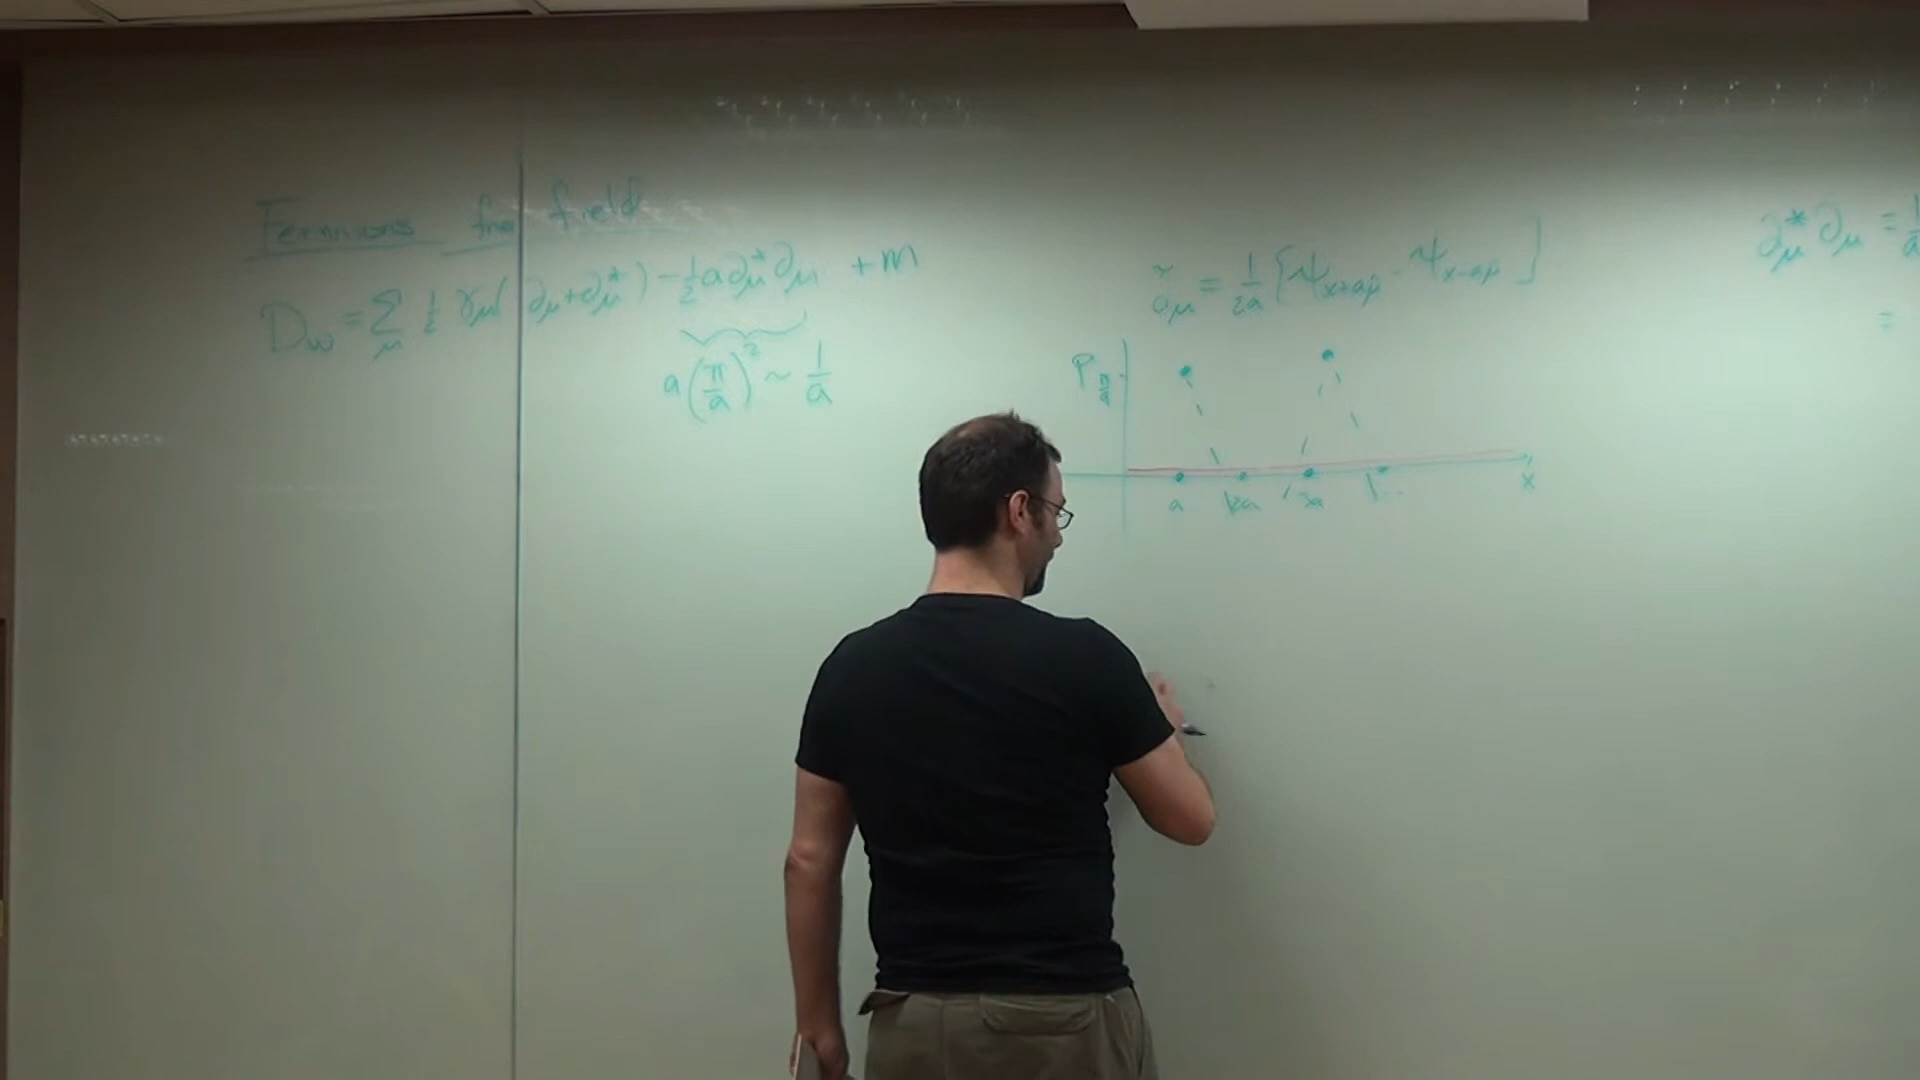 Fermions free fields
D_w = Σ_μ ½ γ_μ(∂_μ+∂_μ^*) - ½ a ∂_μ^* ∂_μ + m
a(π/a)² ~ 1/a
∂̃_μ = 1/2a [ψ_{x+aμ̂} - ψ_{x-aμ̂}]
P π/a
a 2a 3a ... x
∂_μ^* ∂_μ = 1/a
=